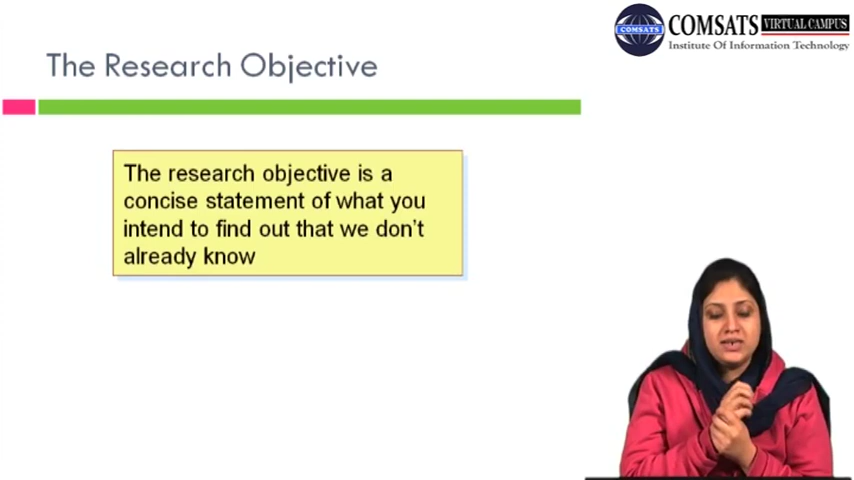 The Research Objective
COMSATS VIRTUAL CAMPUS
COMSATS
Institute Of Information Technology
The research objective is a
concise statement of what you
intend to find out that we don't
already know